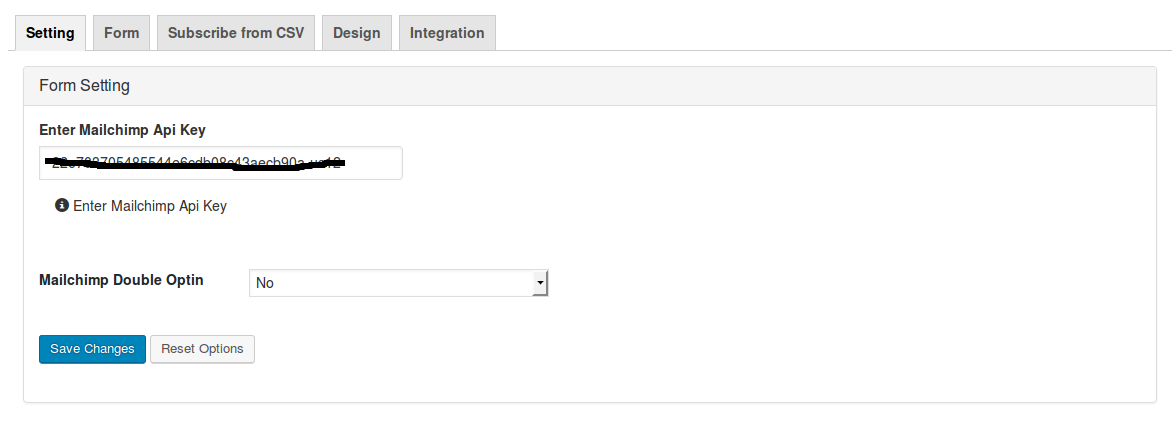 Setting
Form
Subscribe from CSV
Design
Integration
Form Setting
Enter Mailchimp Api Key
Enter Mailchimp Api Key
Mailchimp Double Optin
No
Save Changes
Reset Options